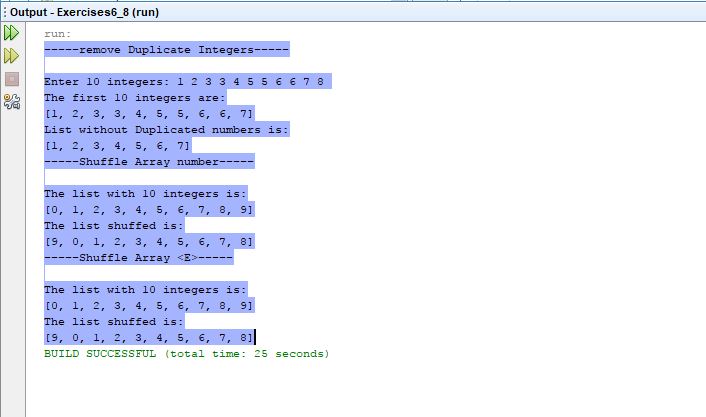 Output - Exercises6_8 (run)
run:
-----remove Duplicate Integers-----
Enter 10 integers: 1 2 3 3 4 5 5 6 6 7 8
The first 10 integers are:
[1, 2, 3, 3, 4, 5, 5, 6, 6, 7]
List without Duplicated numbers is:
[1, 2, 3, 4, 5, 6, 7]
-----Shuffle Array number-----
The list with 10 integers is:
[0, 1, 2, 3, 4, 5, 6, 7, 8, 9]
The list shuffed is:
[9, 0, 1, 2, 3, 4, 5, 6, 7, 8]
-----Shuffle Array <E>-----
The list with 10 integers is:
[0, 1, 2, 3, 4, 5, 6, 7, 8, 9]
The list shuffed is:
[9, 0, 1, 2, 3, 4, 5, 6, 7, 8]
BUILD SUCCESSFUL (total time: 25 seconds)